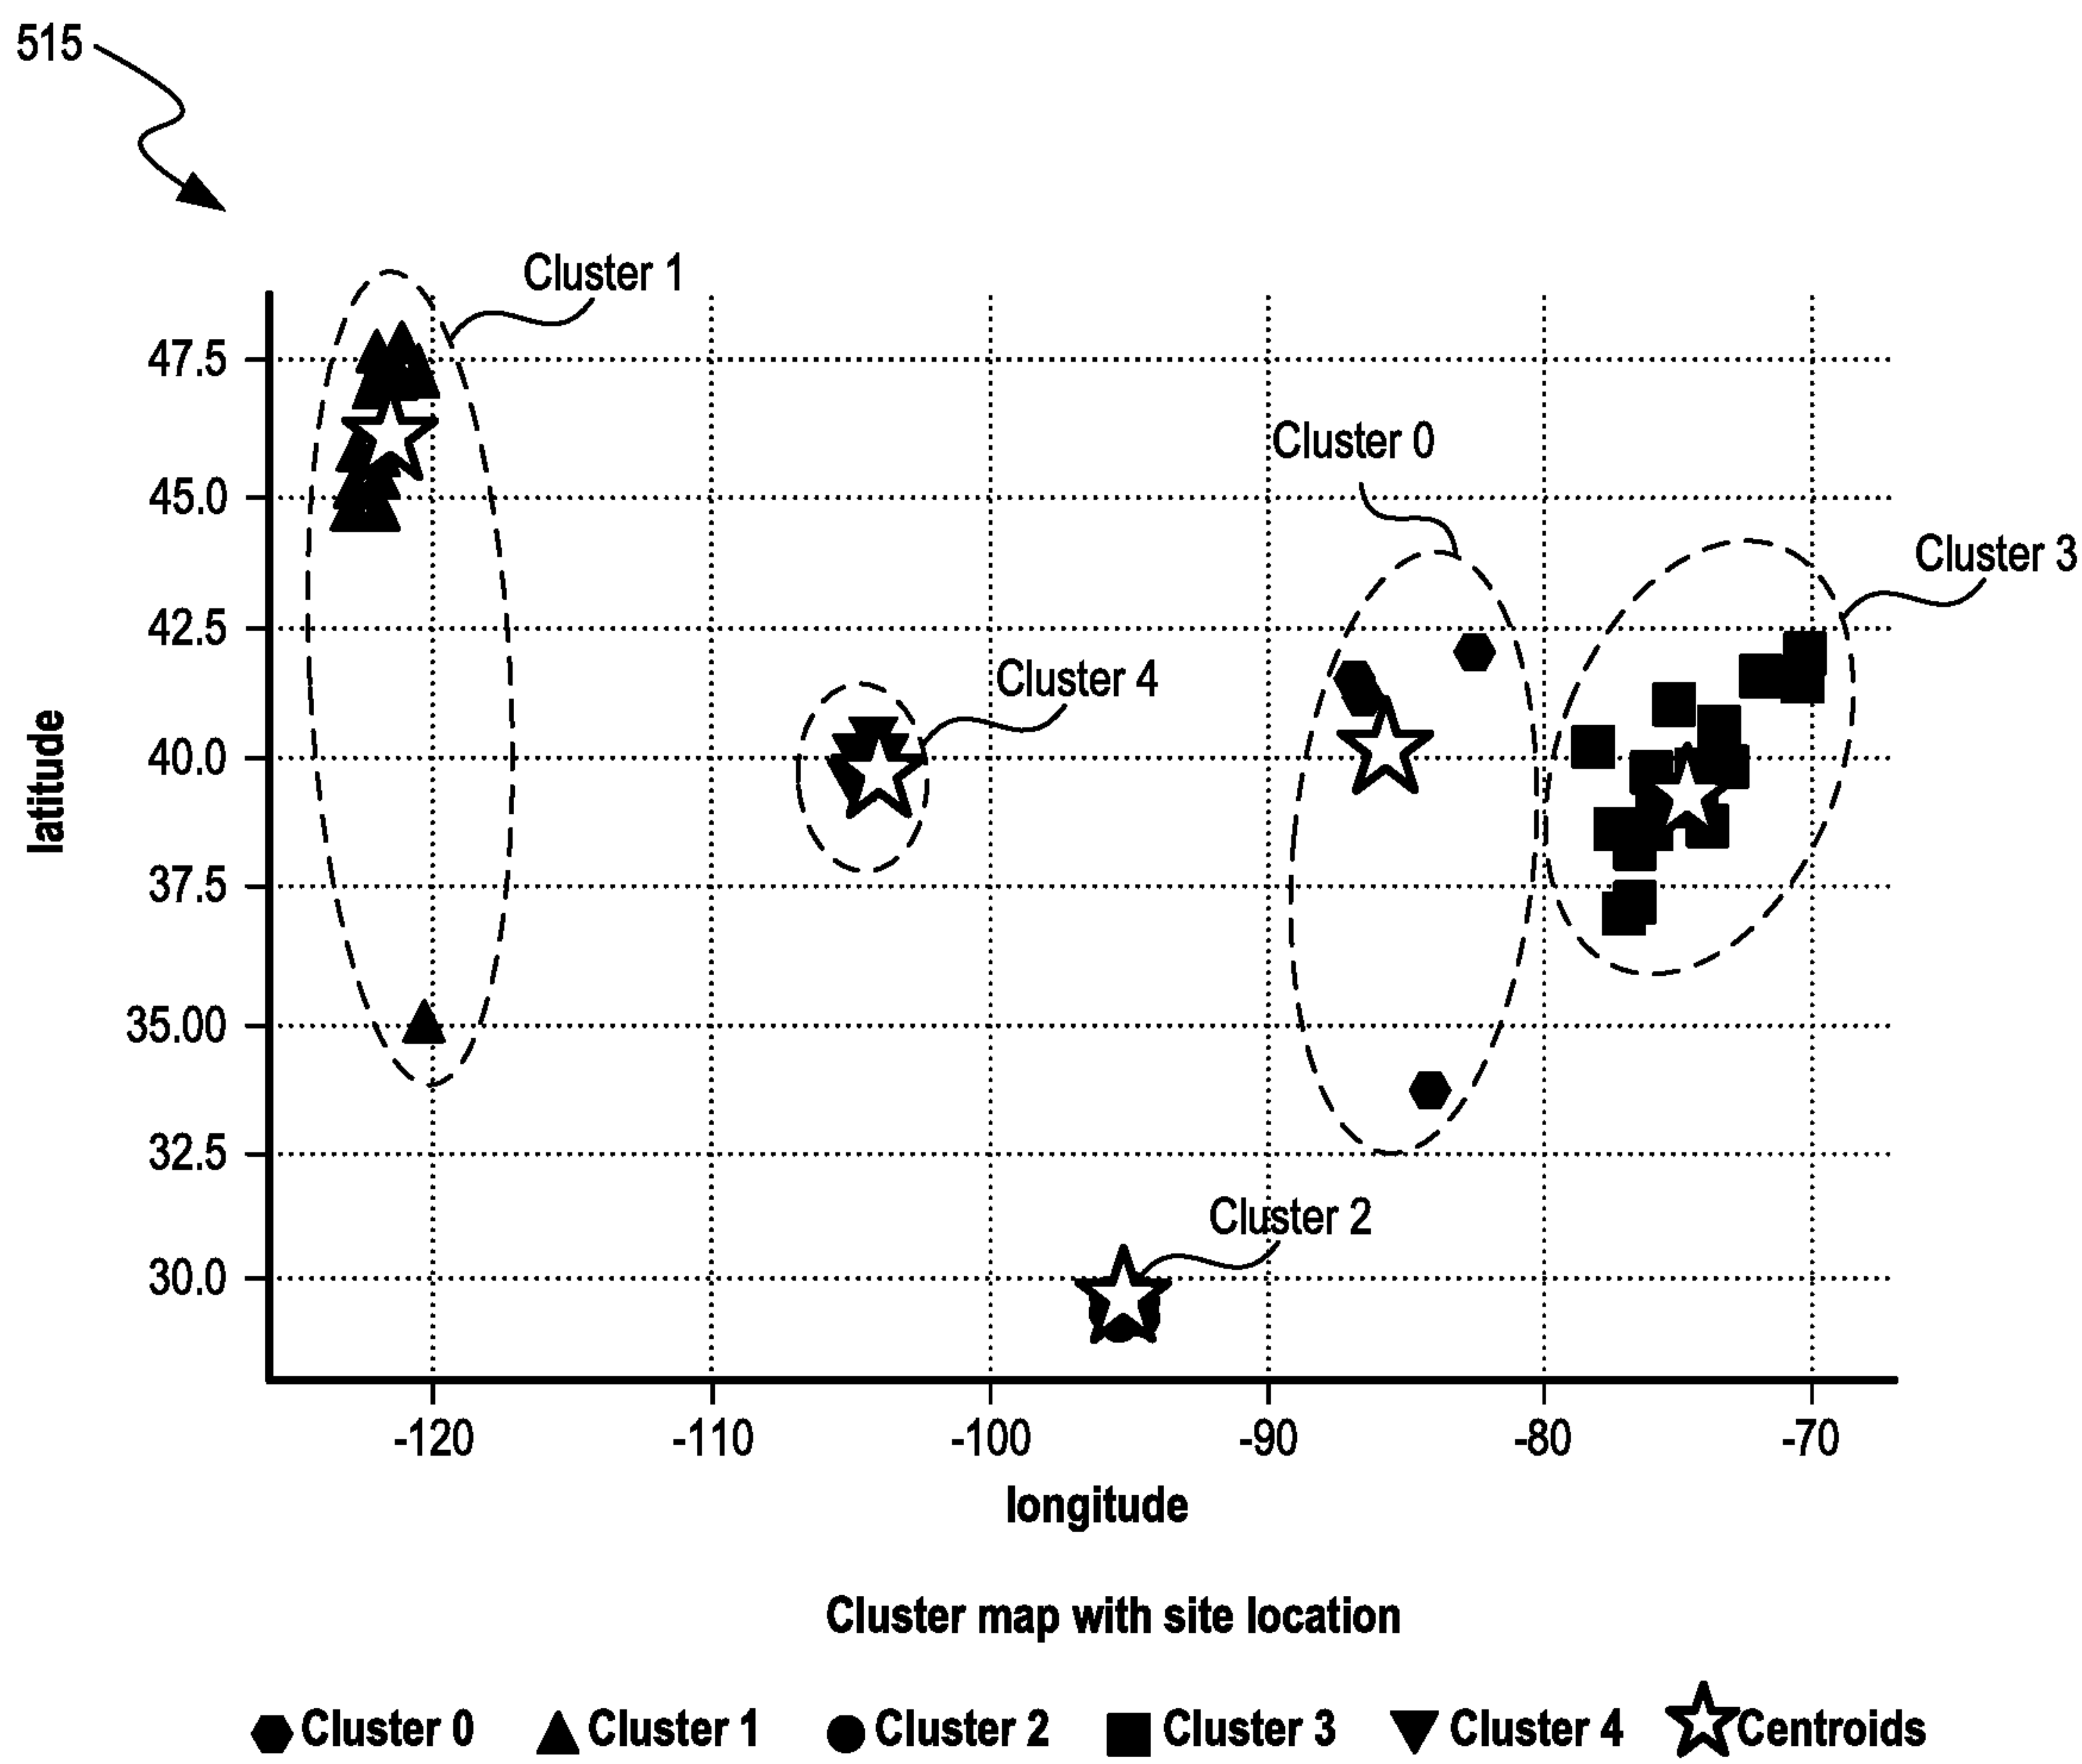 515
Cluster 1
47.5
Cluster 0
45.0
Cluster 3
42.5
Cluster 4
40.0
latitude
37.5
35.00
32.5
Cluster 2
30.0
-120 -110 -100 -90 -80 -70
longitude
Cluster map with site location
Cluster 0 Cluster 1 Cluster 2 Cluster 3 Cluster 4 Centroids